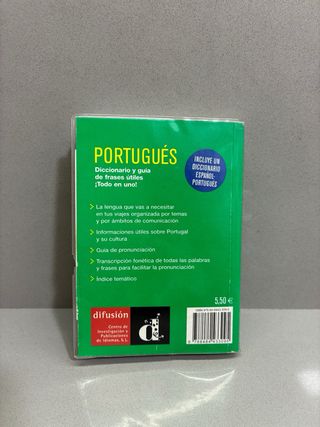 PORTUGUÉS
Diccionario y guía
de frases útiles
¡Todo en uno!
INCLUYE UN
DICCIONARIO
ESPAÑOL-
PORTUGUÉS
La lengua que vas a necesitar
en tus viajes organizada por temas
y por ámbitos de comunicación
Informaciones útiles sobre Portugal
y su cultura
Guía de pronunciación
Transcripción fonética de todas las palabras
y frases para facilitar la pronunciación
Índice temático
5,50 €
difusión
Centro de
Investigación y
Publicaciones
de Idiomas, S.L.
d